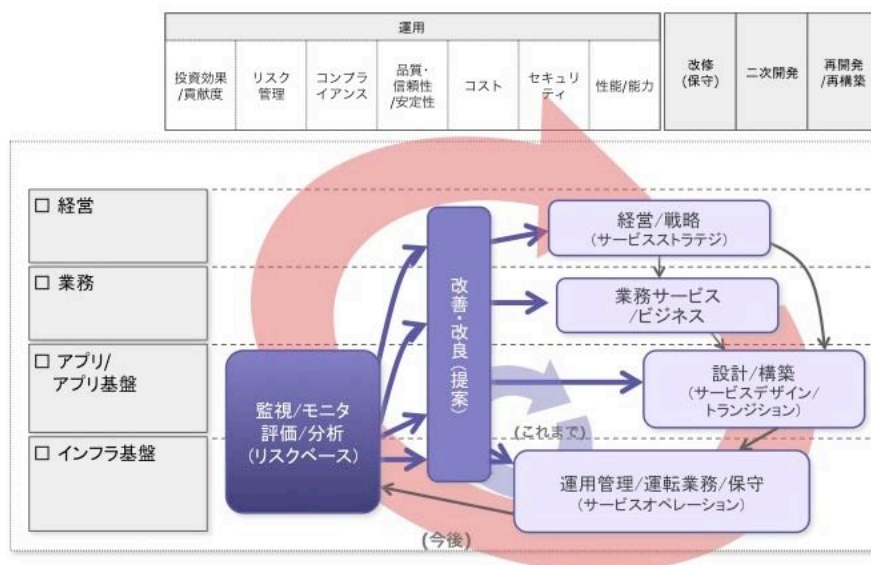 運用
投資効果
/貢献度
リスク
管理
コンプラ
イアンス
品質・
信頼性
/安定性
コスト
セキュリ
ティ
性能/能力
改修
(保守)
二次開発
再開発
/再構築
□ 経営
□ 業務
□ アプリ/
アプリ基盤
□ インフラ基盤
監視/モニタ
評価/分析
(リスクベース)
改善・改良(提案)
経営/戦略
(サービスストラテジ)
業務サービス
/ビジネス
設計/構築
(サービスデザイン/
トランジション)
(これまで)
運用管理/運転業務/保守
(サービスオペレーション)
(今後)